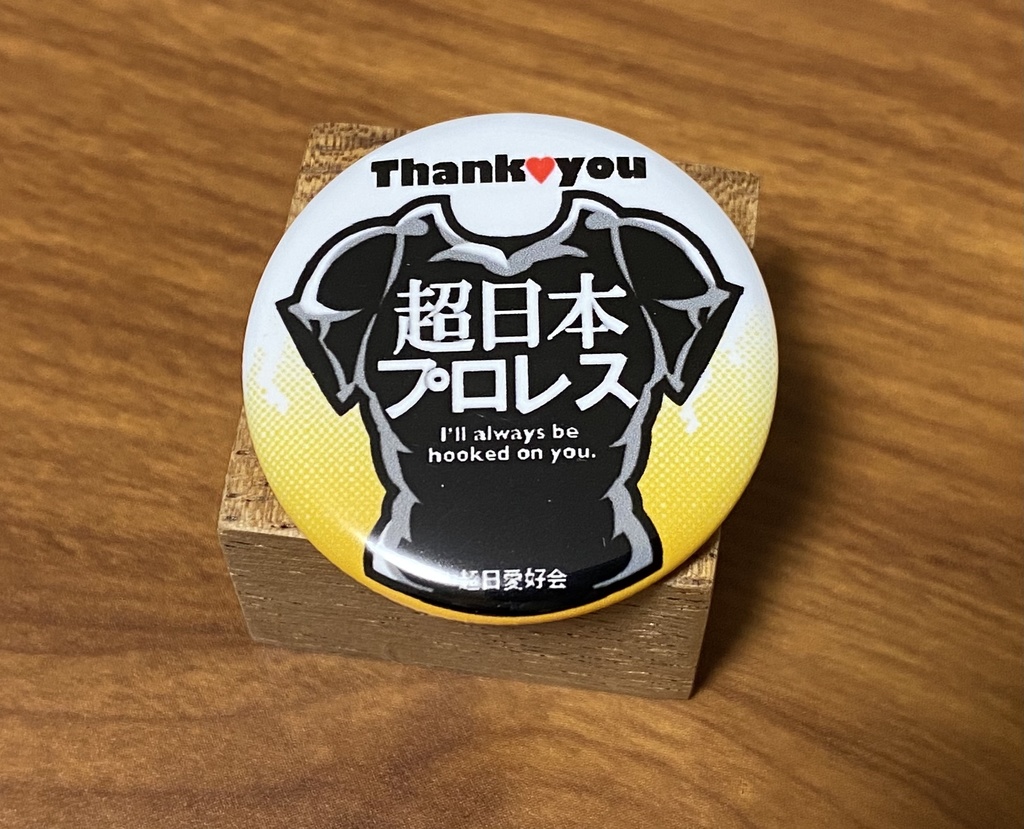 Thank♥you
超日本
プロレス
I'll always be
hooked on you.
超日愛好会